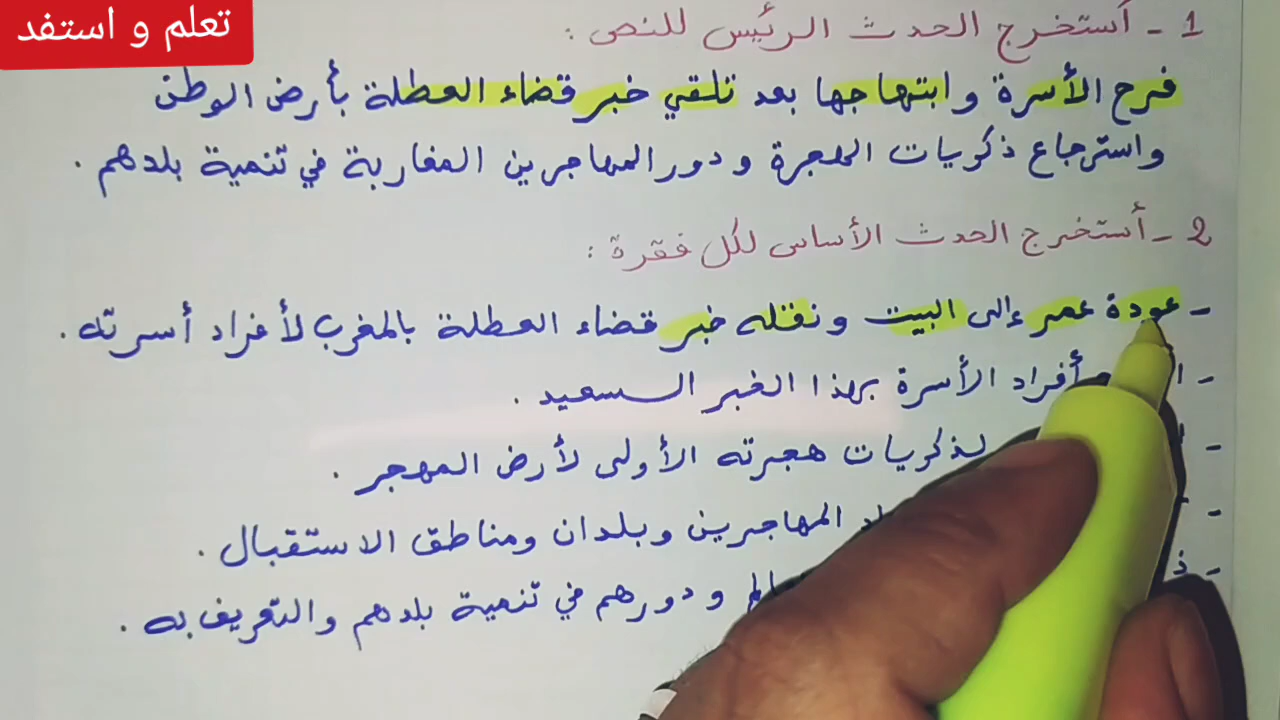 تعلم و استفد
1 - أستخرج الحدث الرئيس للنص :
فرح الأسرة وابتهاجها بعد تلقي خبر قضاء العطلة بأرض الوطن
واسترجاع ذكريات الهجرة ودور المهاجرين المغاربة في تنمية بلدهم .
2 - أستخرج الحدث الأساس لكل فقرة :
- عودة عمر إلى البيت ونقله خبر قضاء العطلة بالمغرب لأفراد أسرته .
- أفراد الأسرة بهذا الخبر السعيد .
- لذكريات هجرته الأولى لأرض المهجر .
- المهاجرين وبلدان ومناطق الاستقبال .
- ودورهم في تنمية بلدهم والتعريف به .